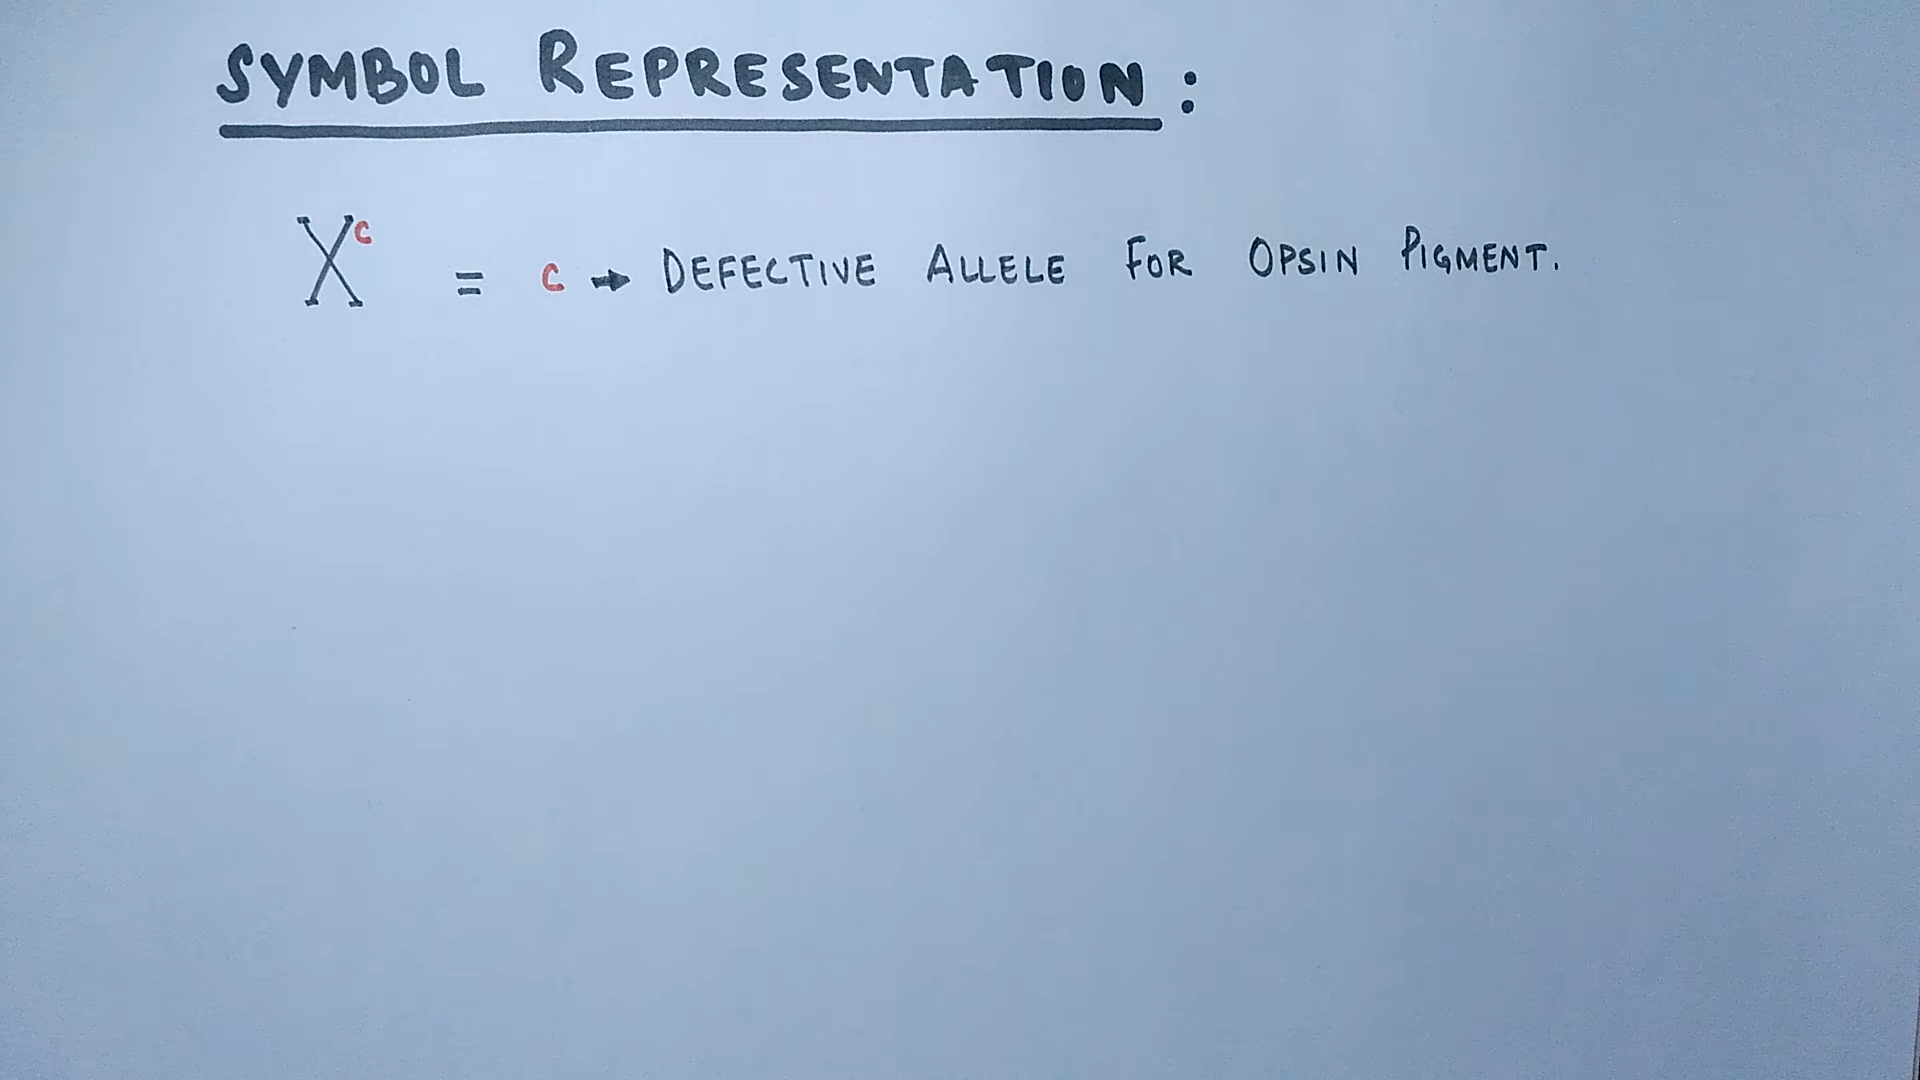 SYMBOL REPRESENTATION :
X^c = c → DEFECTIVE ALLELE FOR OPSIN PIGMENT.